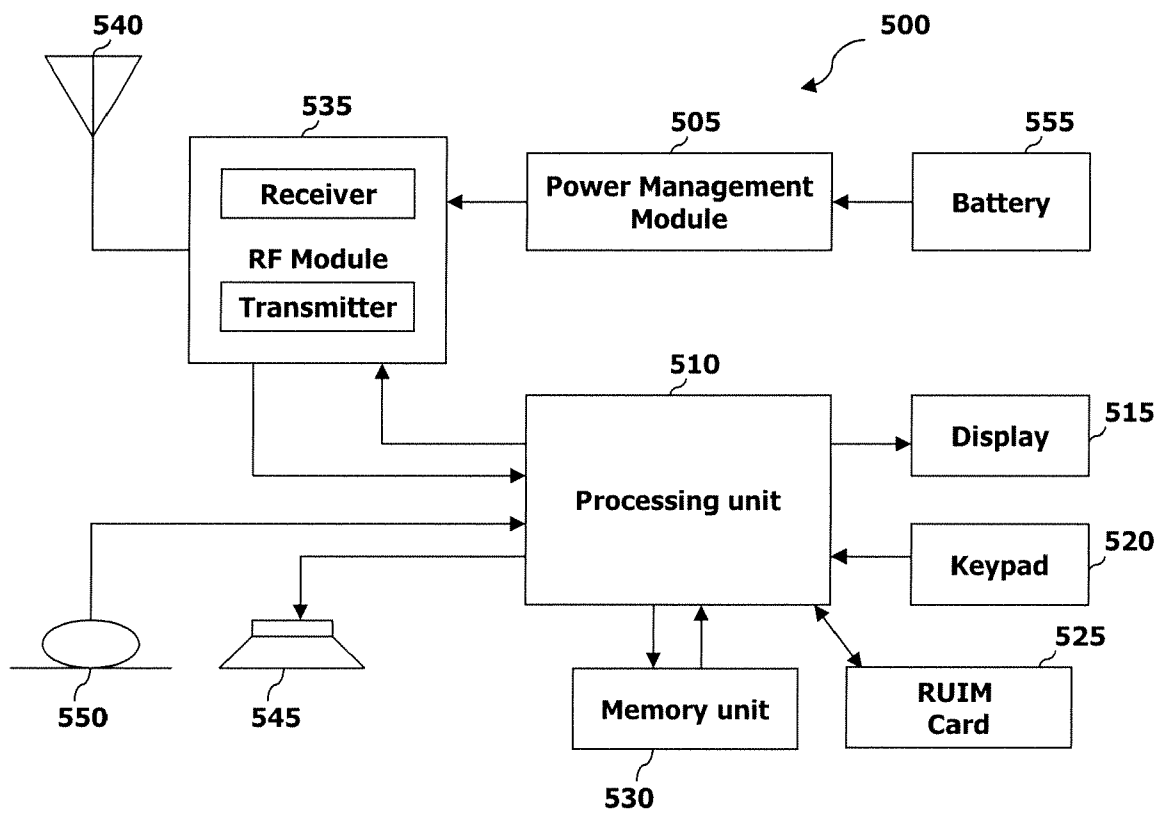 540
500
535
505
555
Receiver
RF Module
Transmitter
Power Management
Module
Battery
510
515
Display
Processing unit
520
Keypad
525
RUIM
Card
550
545
Memory unit
530